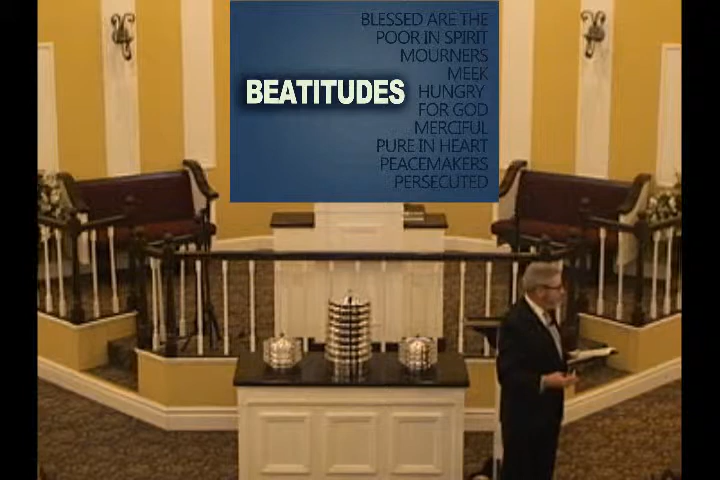 BEATITUDES
BLESSED ARE THE
POOR IN SPIRIT
MOURNERS
MEEK
HUNGRY
FOR GOD
MERCIFUL
PURE IN HEART
PEACEMAKERS
PERSECUTED